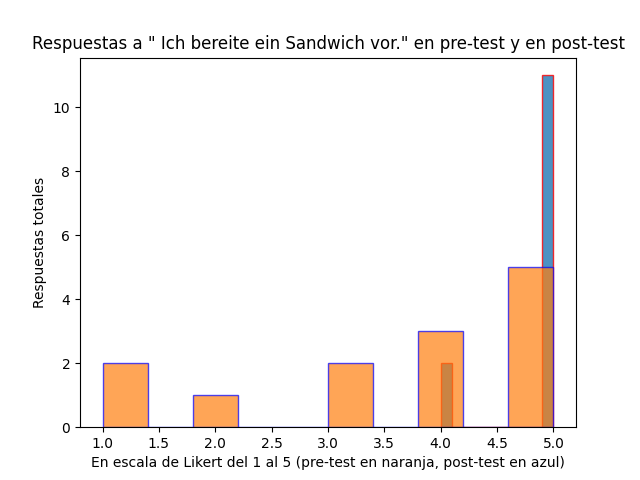 Respuestas a " Ich bereite ein Sandwich vor." en pre-test y en post-test
Respuestas totales
10
8
6
4
2
0
1.0 1.5 2.0 2.5 3.0 3.5 4.0 4.5 5.0
En escala de Likert del 1 al 5 (pre-test en naranja, post-test en azul)